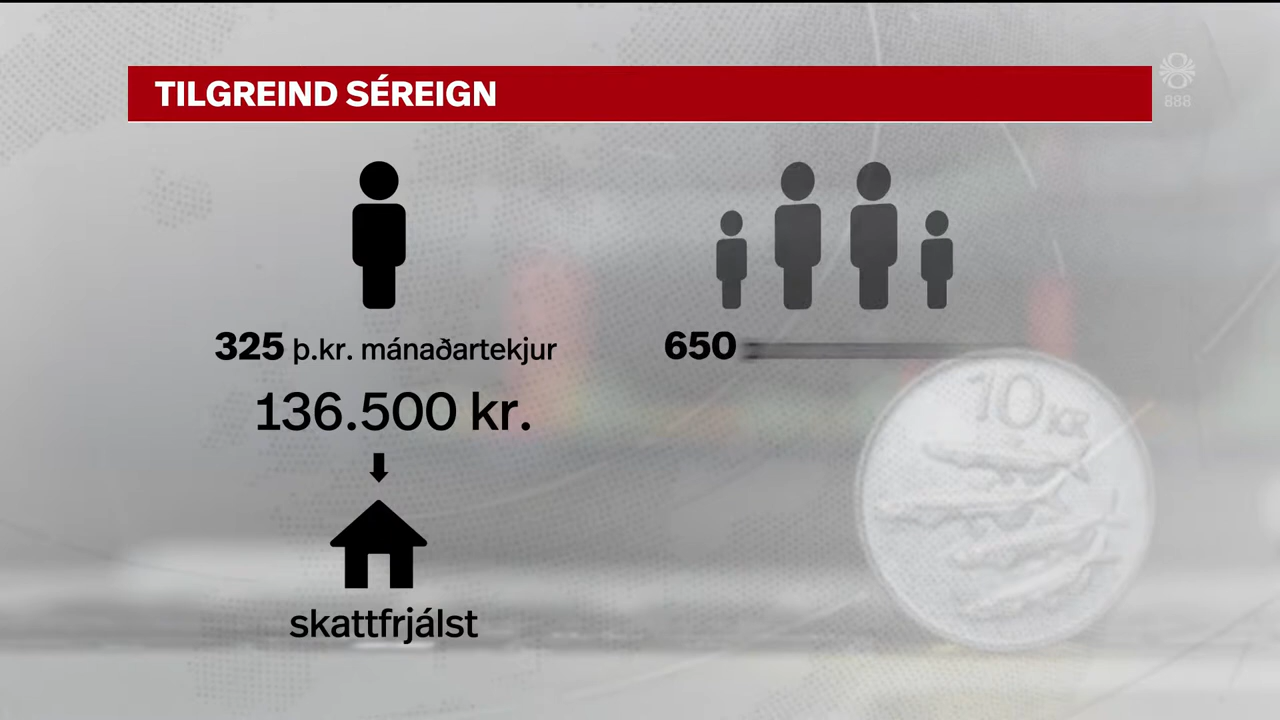 TILGREIND SÉREIGN
888
325 þ.kr. mánaðartekjur
650
136.500 kr.
10 KR
skattfrjálst